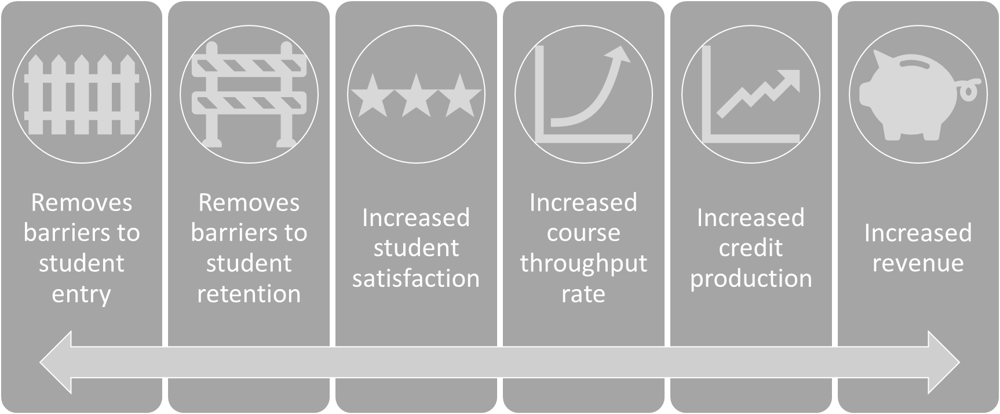 Removes
barriers to
student
entry
Removes
barriers to
student
retention
Increased
student
satisfaction
Increased
course
throughput
rate
Increased
credit
production
Increased
revenue